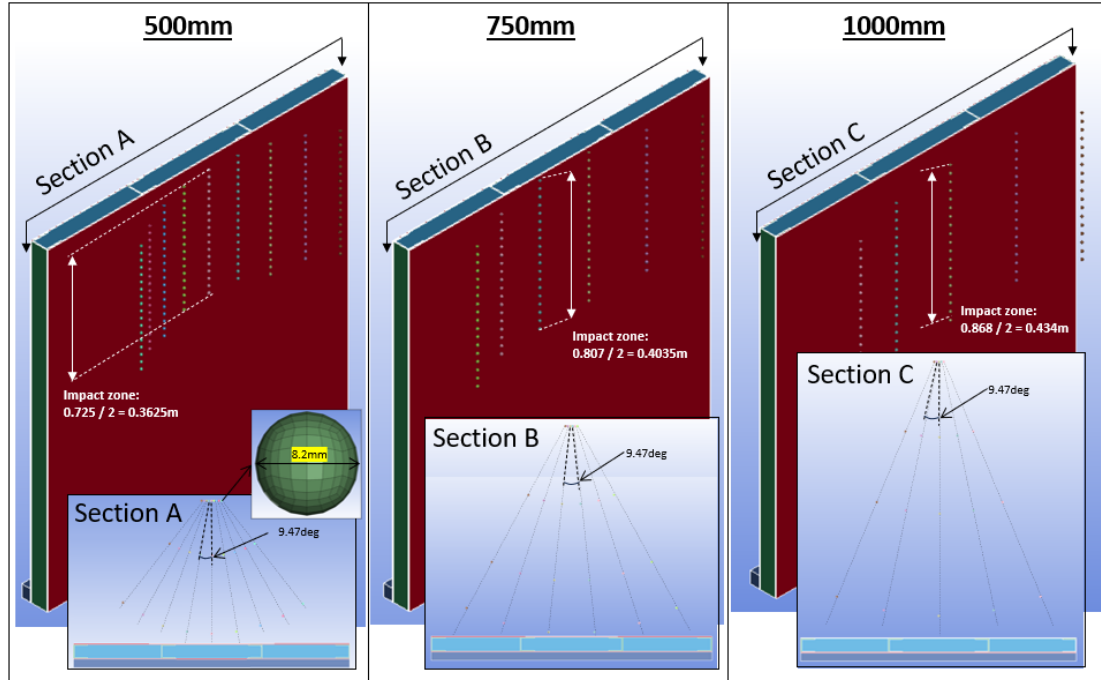 500mm
Section A
Impact zone:
0.725 / 2 = 0.3625m
8.2mm
Section A
9.47deg
750mm
Section B
Impact zone:
0.807 / 2 = 0.4035m
Section B
9.47deg
1000mm
Section C
Impact zone:
0.868 / 2 = 0.434m
Section C
9.47deg